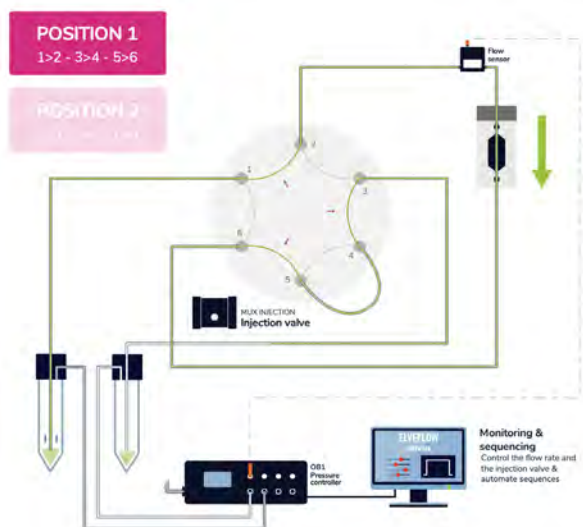 POSITION 1
1>2 - 3>4 - 5>6
POSITION 2
Flow
sensor
2
1
3
6
4
5
MUX INJECTION
Injection valve
OB1
Pressure
controller
ELVEFLOW
Monitoring &
sequencing
Control the flow rate and
the injection valve &
automate sequences